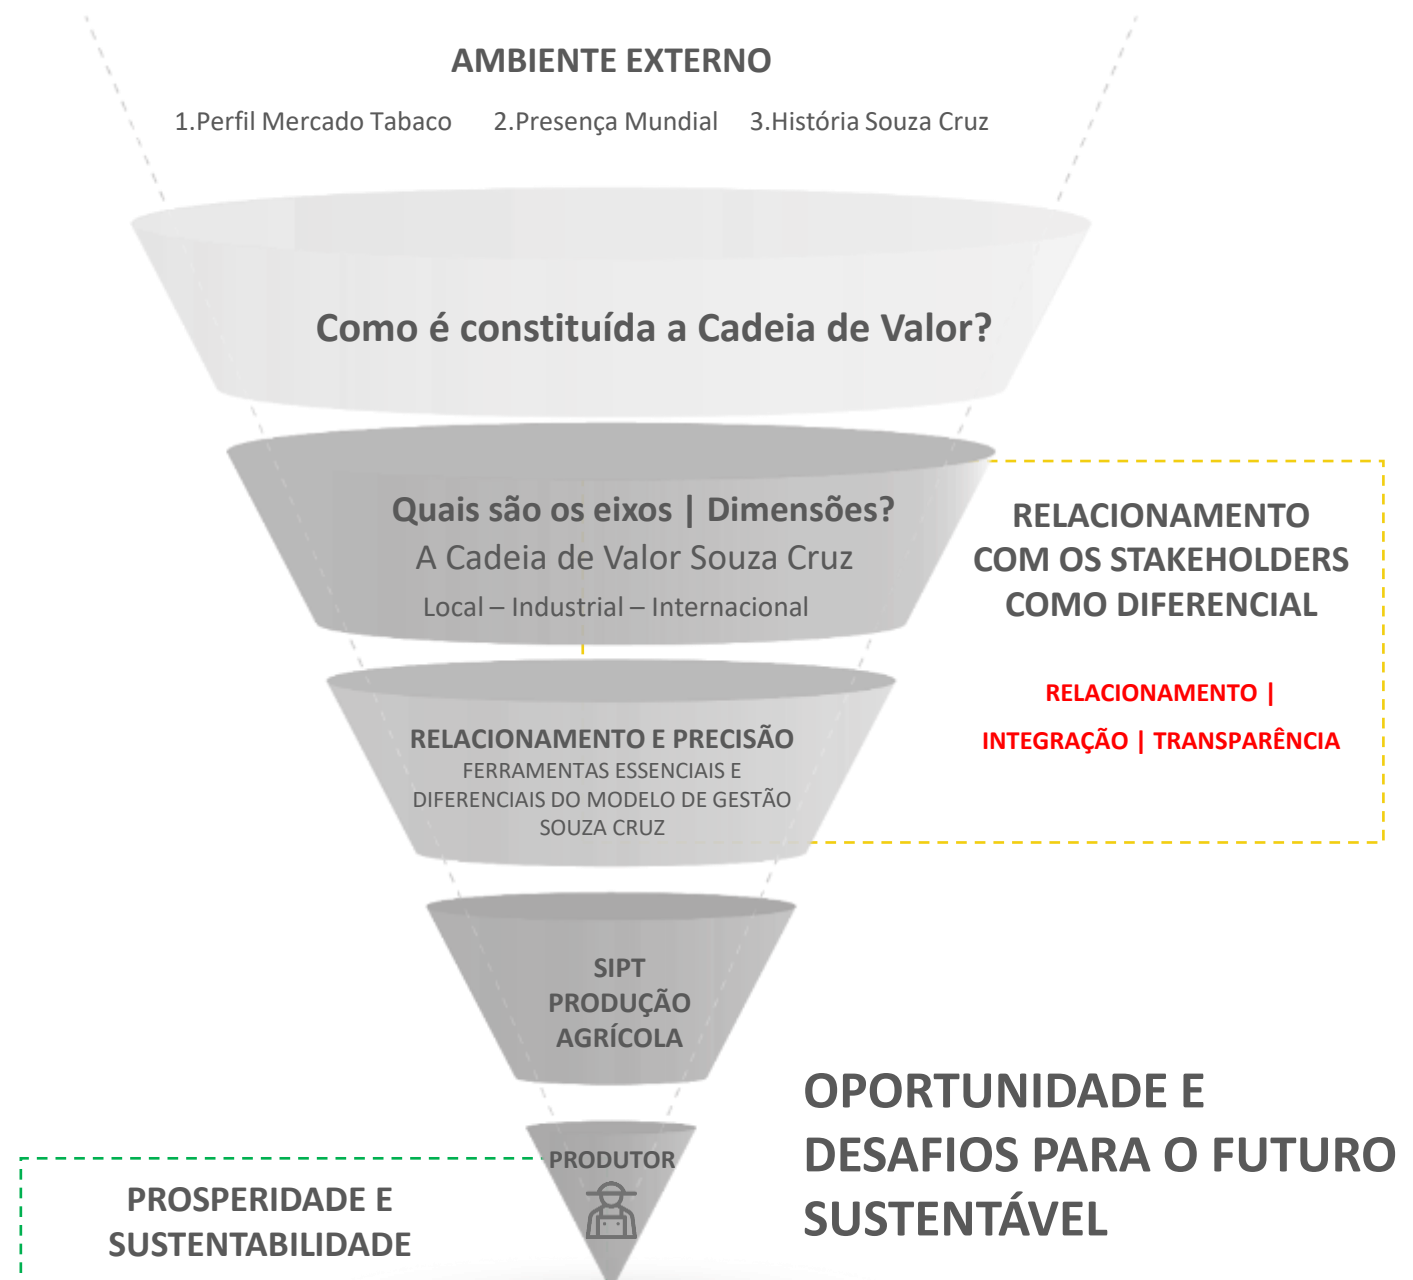 AMBIENTE EXTERNO
1.Perfil Mercado Tabaco 2.Presença Mundial 3.História Souza Cruz
Como é constituída a Cadeia de Valor?
Quais são os eixos | Dimensões?
A Cadeia de Valor Souza Cruz
Local – Industrial – Internacional
RELACIONAMENTO
COM OS STAKEHOLDERS
COMO DIFERENCIAL
RELACIONAMENTO |
INTEGRAÇÃO | TRANSPARÊNCIA
RELACIONAMENTO E PRECISÃO
FERRAMENTAS ESSENCIAIS E
DIFERENCIAIS DO MODELO DE GESTÃO
SOUZA CRUZ
SIPT
PRODUÇÃO
AGRÍCOLA
OPORTUNIDADE E
DESAFIOS PARA O FUTURO
SUSTENTÁVEL
PRODUTOR
PROSPERIDADE E
SUSTENTABILIDADE